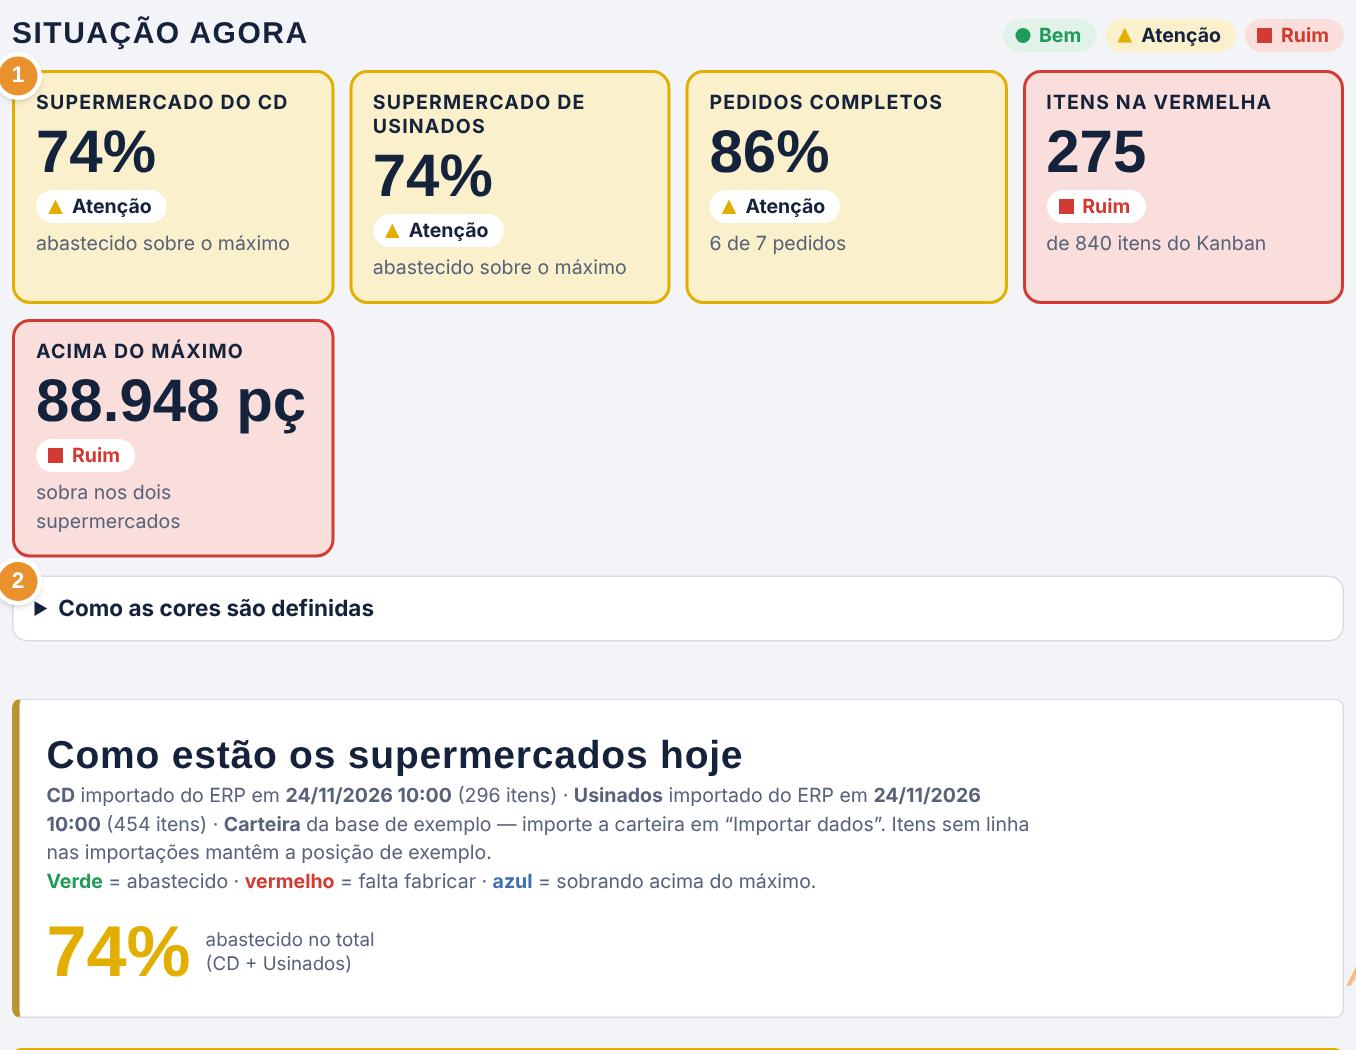 SITUAÇÃO AGORA
Bem
Atenção
Ruim
1
SUPERMERCADO DO CD
74%
Atenção
abastecido sobre o máximo
SUPERMERCADO DE
USINADOS
74%
Atenção
abastecido sobre o máximo
PEDIDOS COMPLETOS
86%
Atenção
6 de 7 pedidos
ITENS NA VERMELHA
275
Ruim
de 840 itens do Kanban
ACIMA DO MÁXIMO
88.948 pç
Ruim
sobra nos dois
supermercados
2
Como as cores são definidas
Como estão os supermercados hoje
CD importado do ERP em 24/11/2026 10:00 (296 itens) · Usinados importado do ERP em 24/11/2026
10:00 (454 itens) · Carteira da base de exemplo — importe a carteira em “Importar dados”. Itens sem linha
nas importações mantêm a posição de exemplo.
Verde = abastecido · vermelho = falta fabricar · azul = sobrando acima do máximo.
74%
abastecido no total
(CD + Usinados)